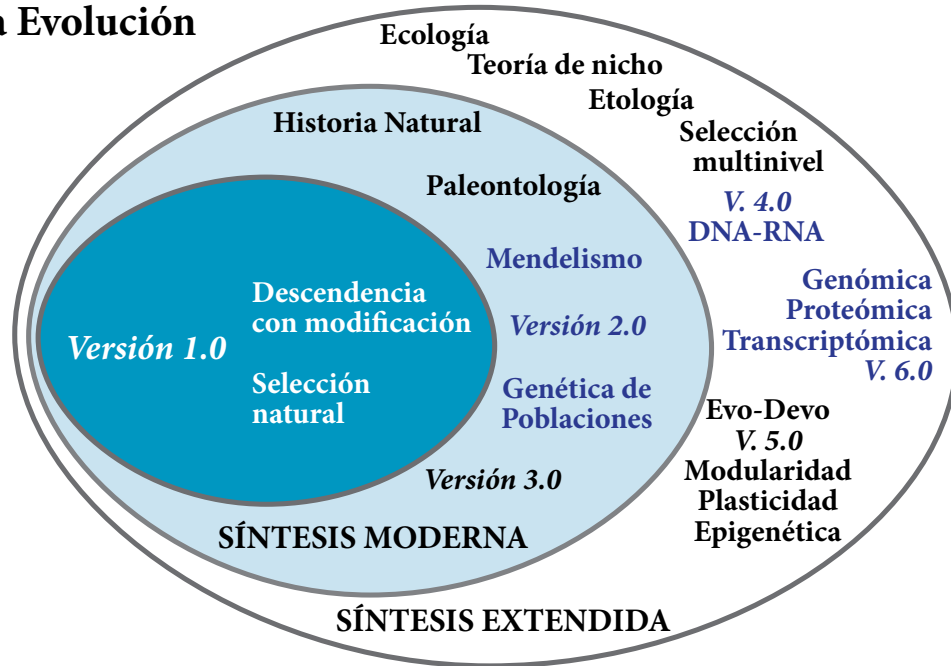 a Evolución
Ecología
Teoría de nicho
Etología
Historia Natural
Selección
multinivel
Paleontología
V. 4.0
DNA-RNA
Mendelismo
Genómica
Proteómica
Transcriptómica
V. 6.0
Descendencia
con modificación
Versión 1.0
Versión 2.0
Selección
natural
Genética de
Poblaciones
Evo-Devo
V. 5.0
Modularidad
Plasticidad
Epigenética
Versión 3.0
SÍNTESIS MODERNA
SÍNTESIS EXTENDIDA